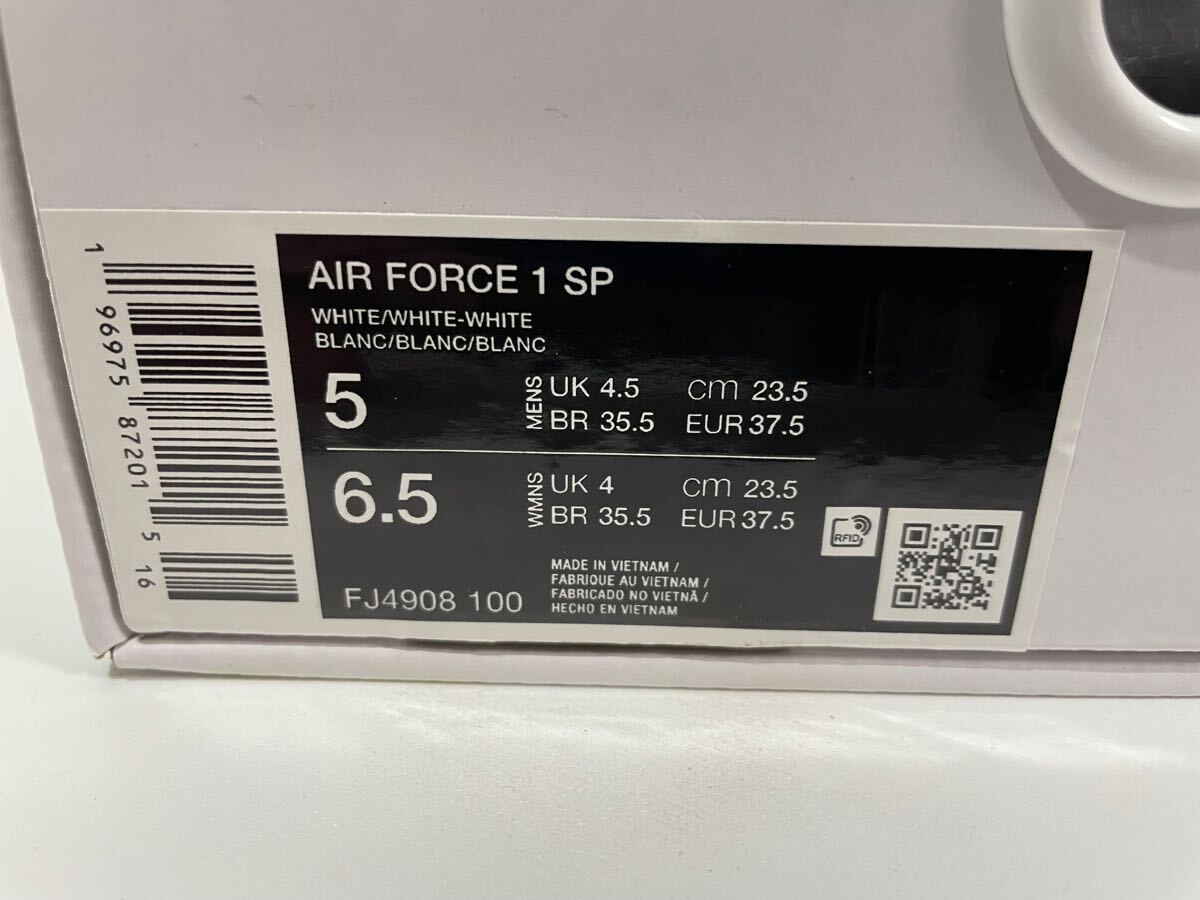 AIR FORCE 1 SP
WHITE/WHITE-WHITE
BLANC/BLANC/BLANC
5
MENS
UK 4.5 cm 23.5
BR 35.5 EUR 37.5
6.5
WMNS
UK 4 cm 23.5
BR 35.5 EUR 37.5
RFID
FJ4908 100
MADE IN VIETNAM /
FABRIQUE AU VIETNAM /
FABRICADO NO VIETNÃ /
HECHO EN VIETNAM
1 96975 87201 5 16